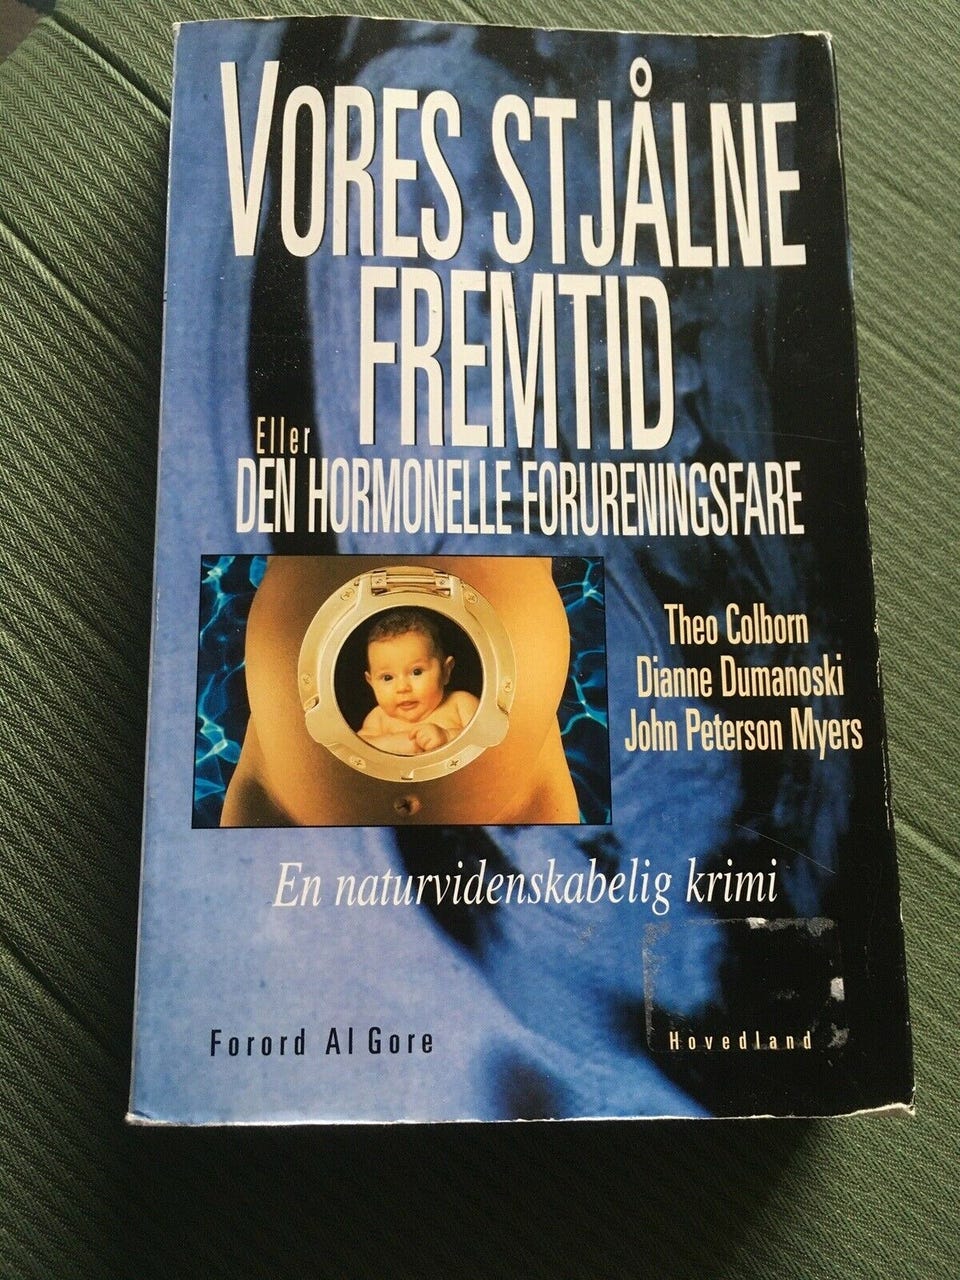 VORES STJÅLNE
FREMTID
Eller
DEN HORMONELLE FORURENINGSFARE
Theo Colborn
Dianne Dumanoski
John Peterson Myers
En naturvidenskabelig krimi
Forord Al Gore
Hovedland